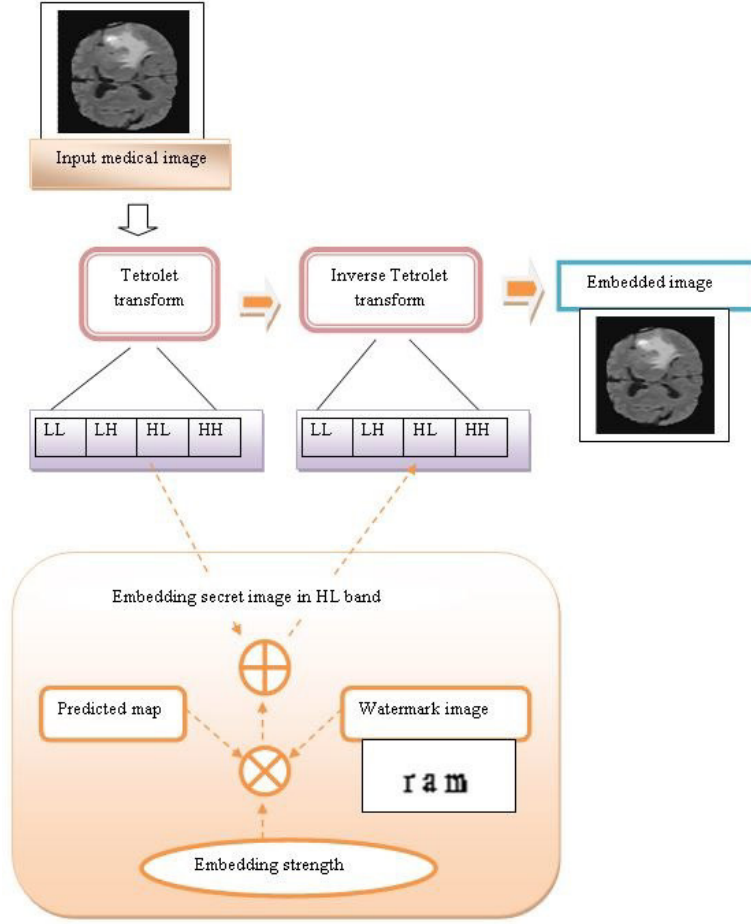 Input medical image
Tetrolet
transform
Inverse Tetrolet
transform
Embedded image
LL LH HL HH
LL LH HL HH
Embedding secret image in HL band
Predicted map
Watermark image
ram
Embedding strength